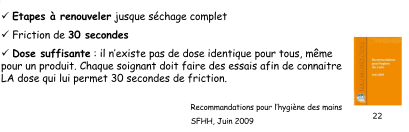 ✓ Etapes à renouveler jusque séchage complet
✓ Friction de 30 secondes
✓ Dose suffisante : il n’existe pas de dose identique pour tous, même
pour un produit. Chaque soignant doit faire des essais afin de connaitre
LA dose qui lui permet 30 secondes de friction.
Recommandations pour l’hygiène des mains
SFHH, Juin 2009
22